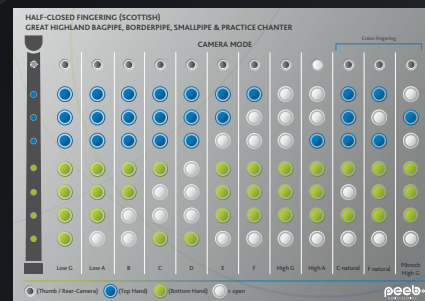 HALF-CLOSED FINGERING (SCOTTISH)
GREAT HIGHLAND BAGPIPE, BORDERPIPE, SMALLPIPE & PRACTICE CHANTER
CAMERA MODE
Cross-fingering
Low G Low A B C D E F High G High A C natural F natural Pibroch High G
(Thumb / Rear-Camera) (Top Hand) (Bottom Hand) = open
peeb